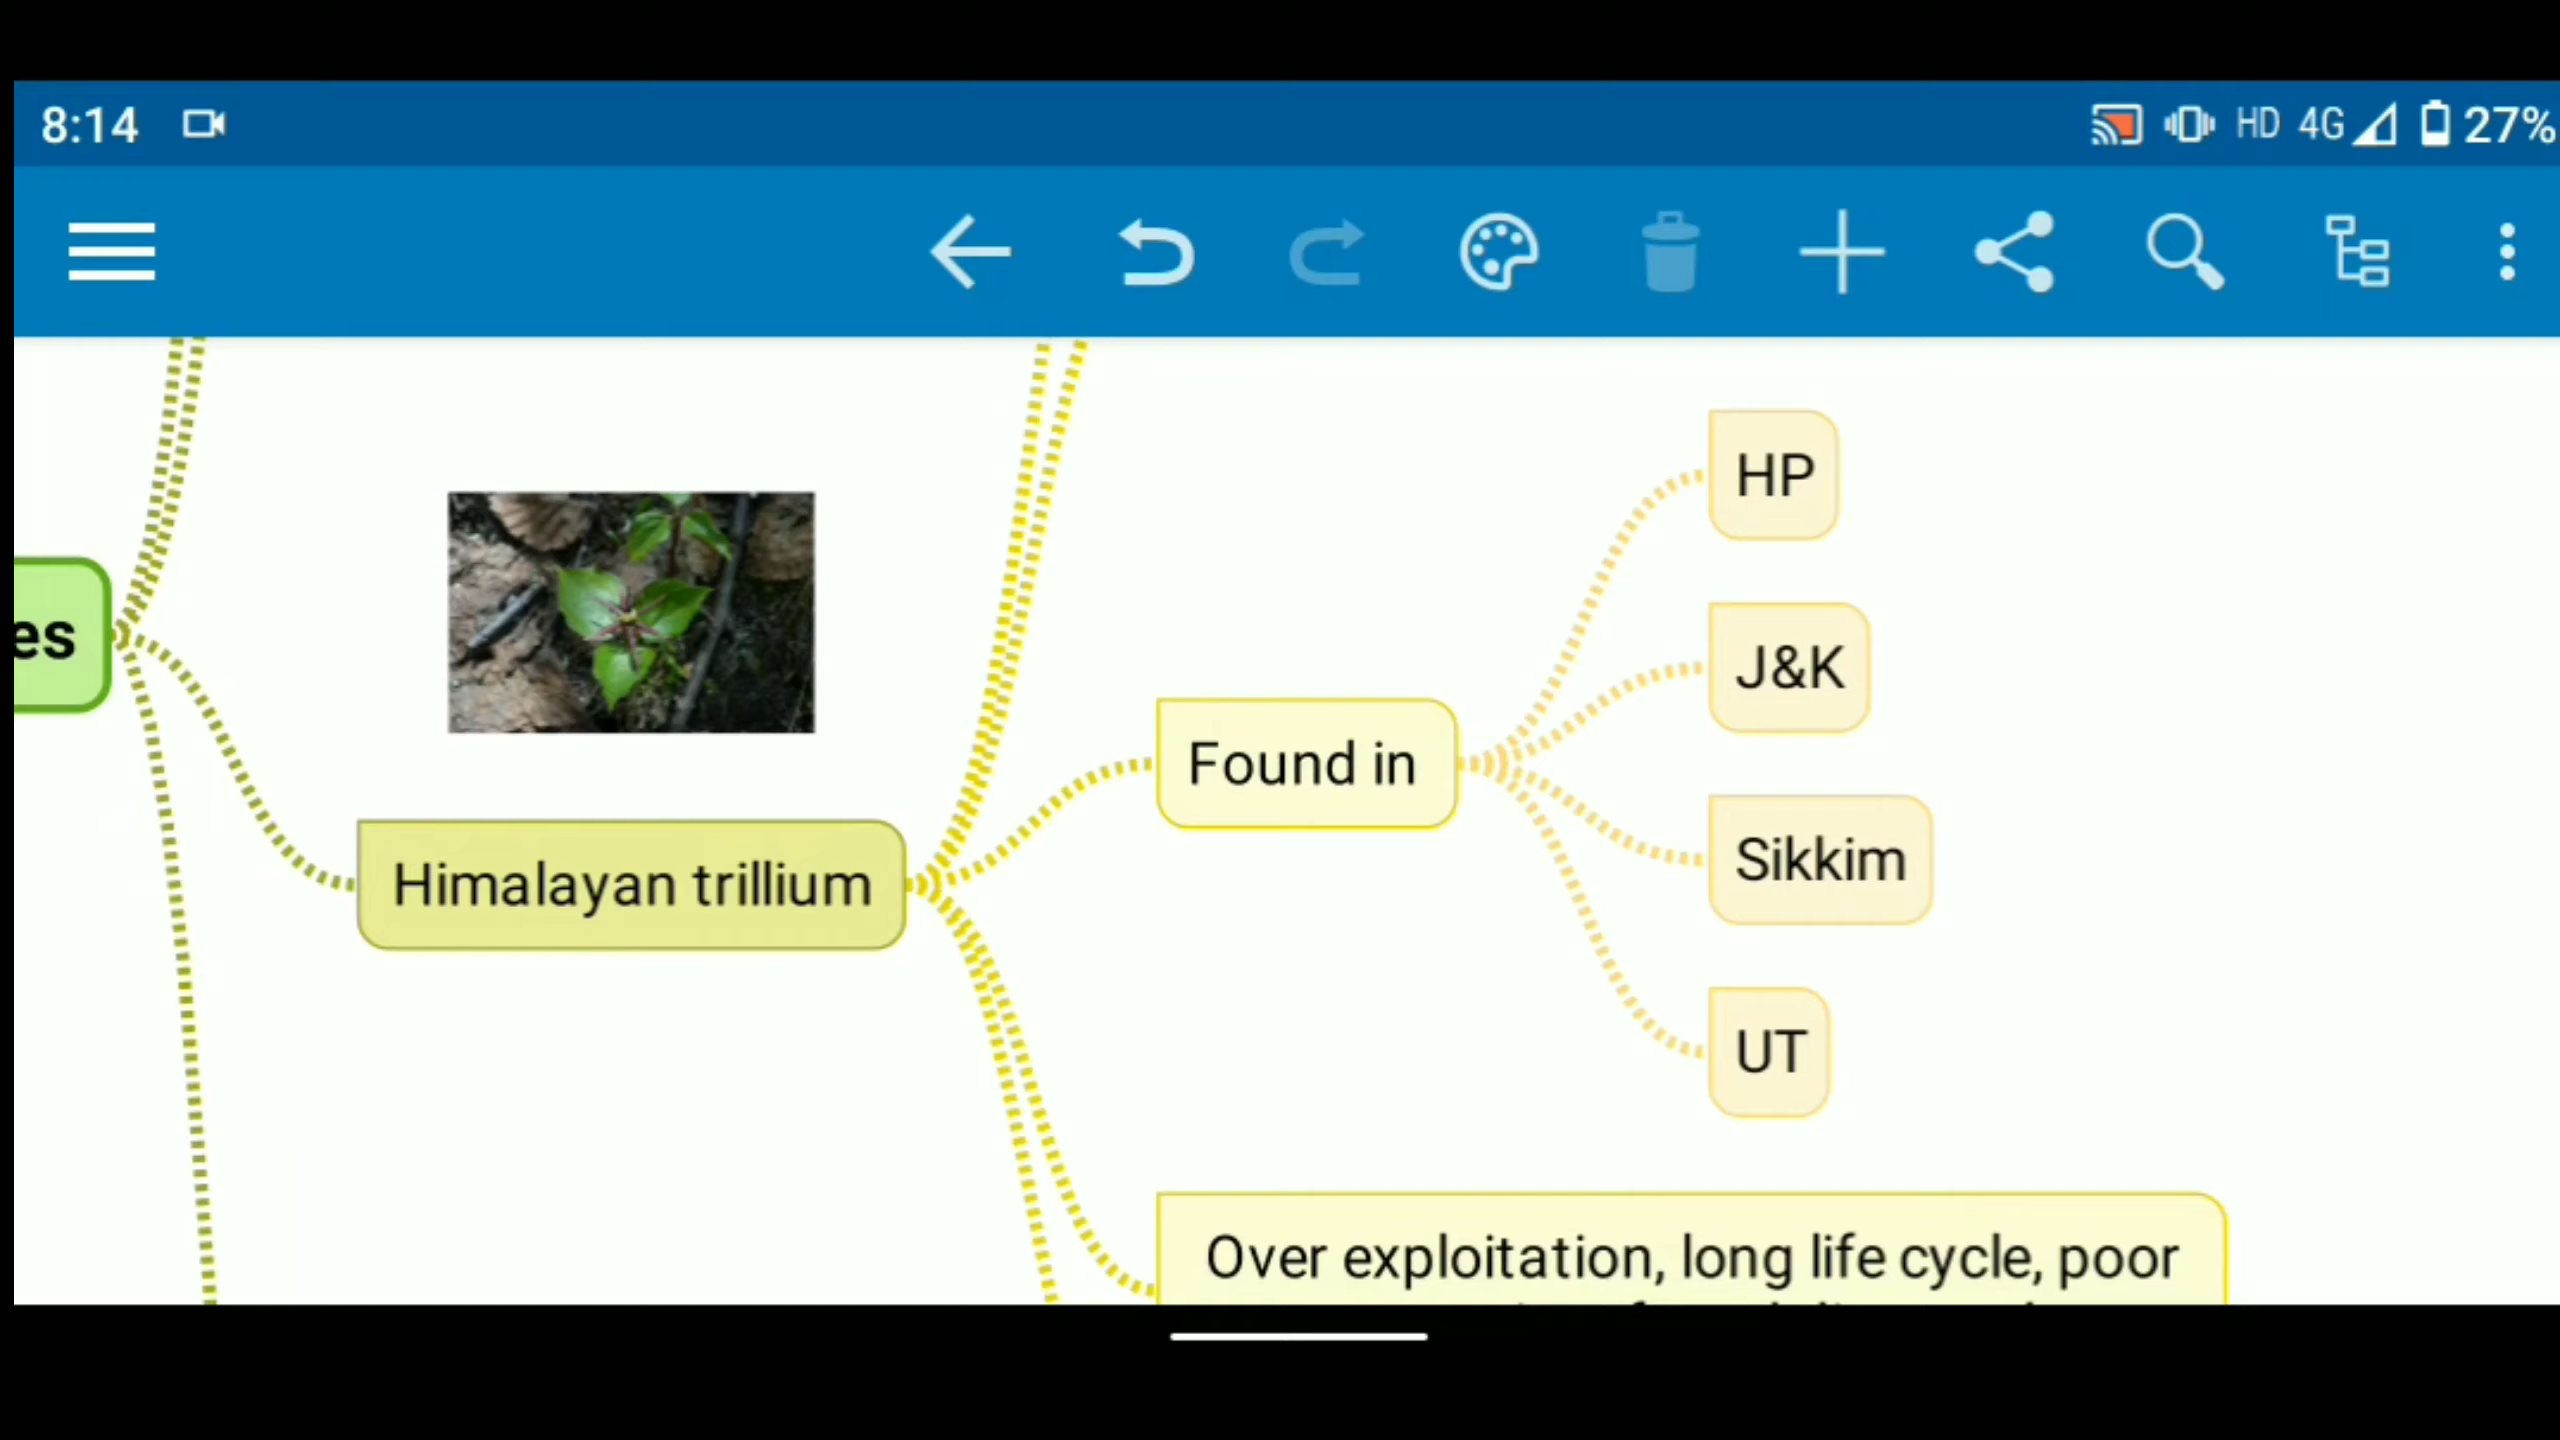 8:14
HD 4G 27%
HP
J&K
es
Found in
Sikkim
Himalayan trillium
UT
Over exploitation, long life cycle, poor